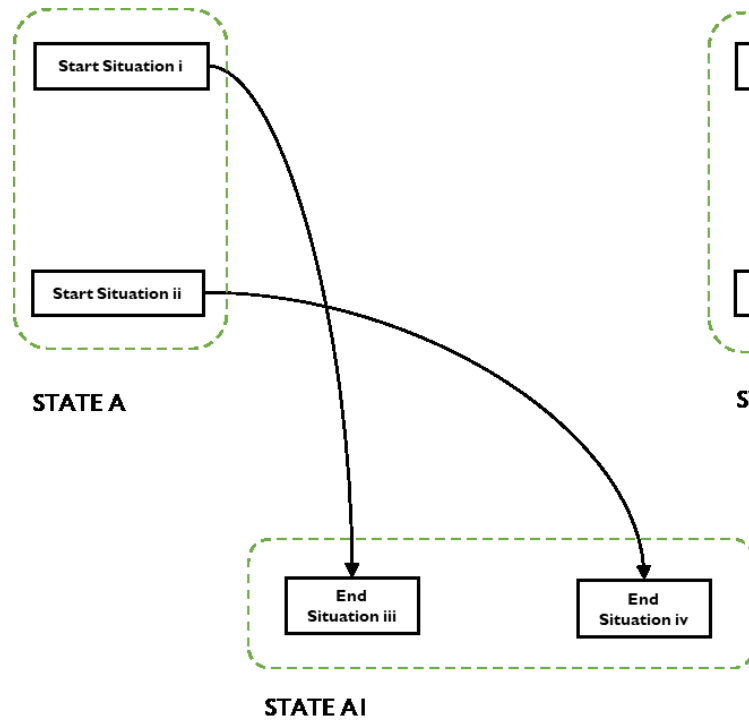 Start Situation i
Start Situation ii
STATE A
End
Situation iii
End
Situation iv
STATE A1